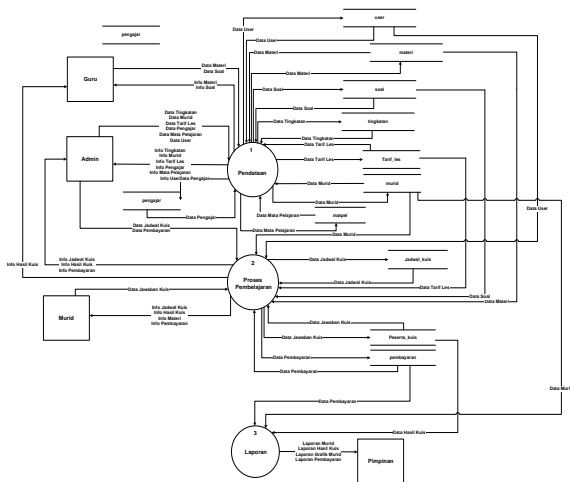 Data User
user
pengajar
Data User
Data Materi
materi
Guru
Data Materi
Data Soal
Info Materi
Info Soal
Data Materi
Data Soal
soal
Data Soal
Data Tingkatan
tingkatan
Data Tingkatan
Data Murid
Data Tarif Les
Data Pengajar
Data Mata Pelajaran
Data User
Admin
Data Tingkatan
Data Tarif Les
1
Pendataan
Data Tarif Les
Tarif_les
Info Tingkatan
Info Murid
Info Tarif Les
Info Pengajar
Info Mata Pelajaran
Info User
Data Pengajar
Data Murid
murid
pengajar
Data Murid
Data Pengajar
Data Mata Pelajaran
matpel
Data User
Data Jadwal Kuis
Data Pembayaran
Data Mata Pelajaran
Data Murid
Info Hasil Kuis
Info Jadwal Kuis
Info Hasil Kuis
Info Pembayaran
2
Proses
Pembelajaran
Data Jadwal Kuis
Jadwal_kuis
Data Jadwal Kuis
Data Tarif Les
Data Jawaban Kuis
Data Soal
Data Materi
Murid
Info Jadwal Kuis
Info Hasil Kuis
Info Materi
Info Pembayaran
Data Jawaban Kuis
Data Jawaban Kuis
Peserta_kuis
Data Pembayaran
pembayaran
Data Pembayaran
Data Muri
Data Pembayaran
Data Hasil Kuis
3
Laporan
Laporan Murid
Laporan Hasil Kuis
Laporan Grafik Murid
Laporan Pembayaran
Pimpinan